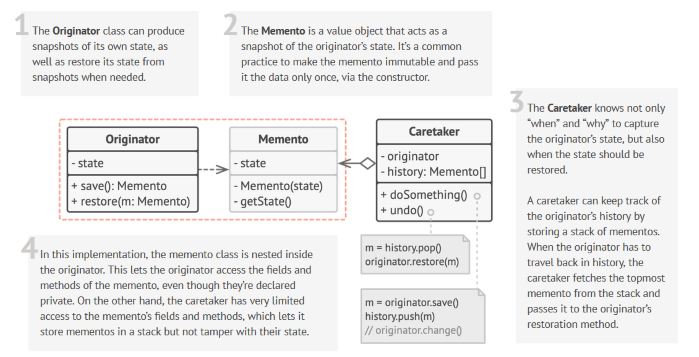 1
The Originator class can produce
snapshots of its own state, as
well as restore its state from
snapshots when needed.
2
The Memento is a value object that acts as a
snapshot of the originator's state. It's a common
practice to make the memento immutable and pass
it the data only once, via the constructor.
3
The Caretaker knows not only
“when” and “why” to capture
the originator's state, but also
when the state should be
restored.
A caretaker can keep track of
the originator's history by
storing a stack of mementos.
When the originator has to
travel back in history, the
caretaker fetches the topmost
memento from the stack and
passes it to the originator's
restoration method.
Originator
- state
+ save(): Memento
+ restore(m: Memento)
Memento
- state
- Memento(state)
- getState()
Caretaker
- originator
- history: Memento[]
+ doSomething()
+ undo()
m = history.pop()
originator.restore(m)
m = originator.save()
history.push(m)
// originator.change()
4
In this implementation, the memento class is nested inside
the originator. This lets the originator access the fields and
methods of the memento, even though they're declared
private. On the other hand, the caretaker has very limited
access to the memento's fields and methods, which lets it
store mementos in a stack but not tamper with their state.